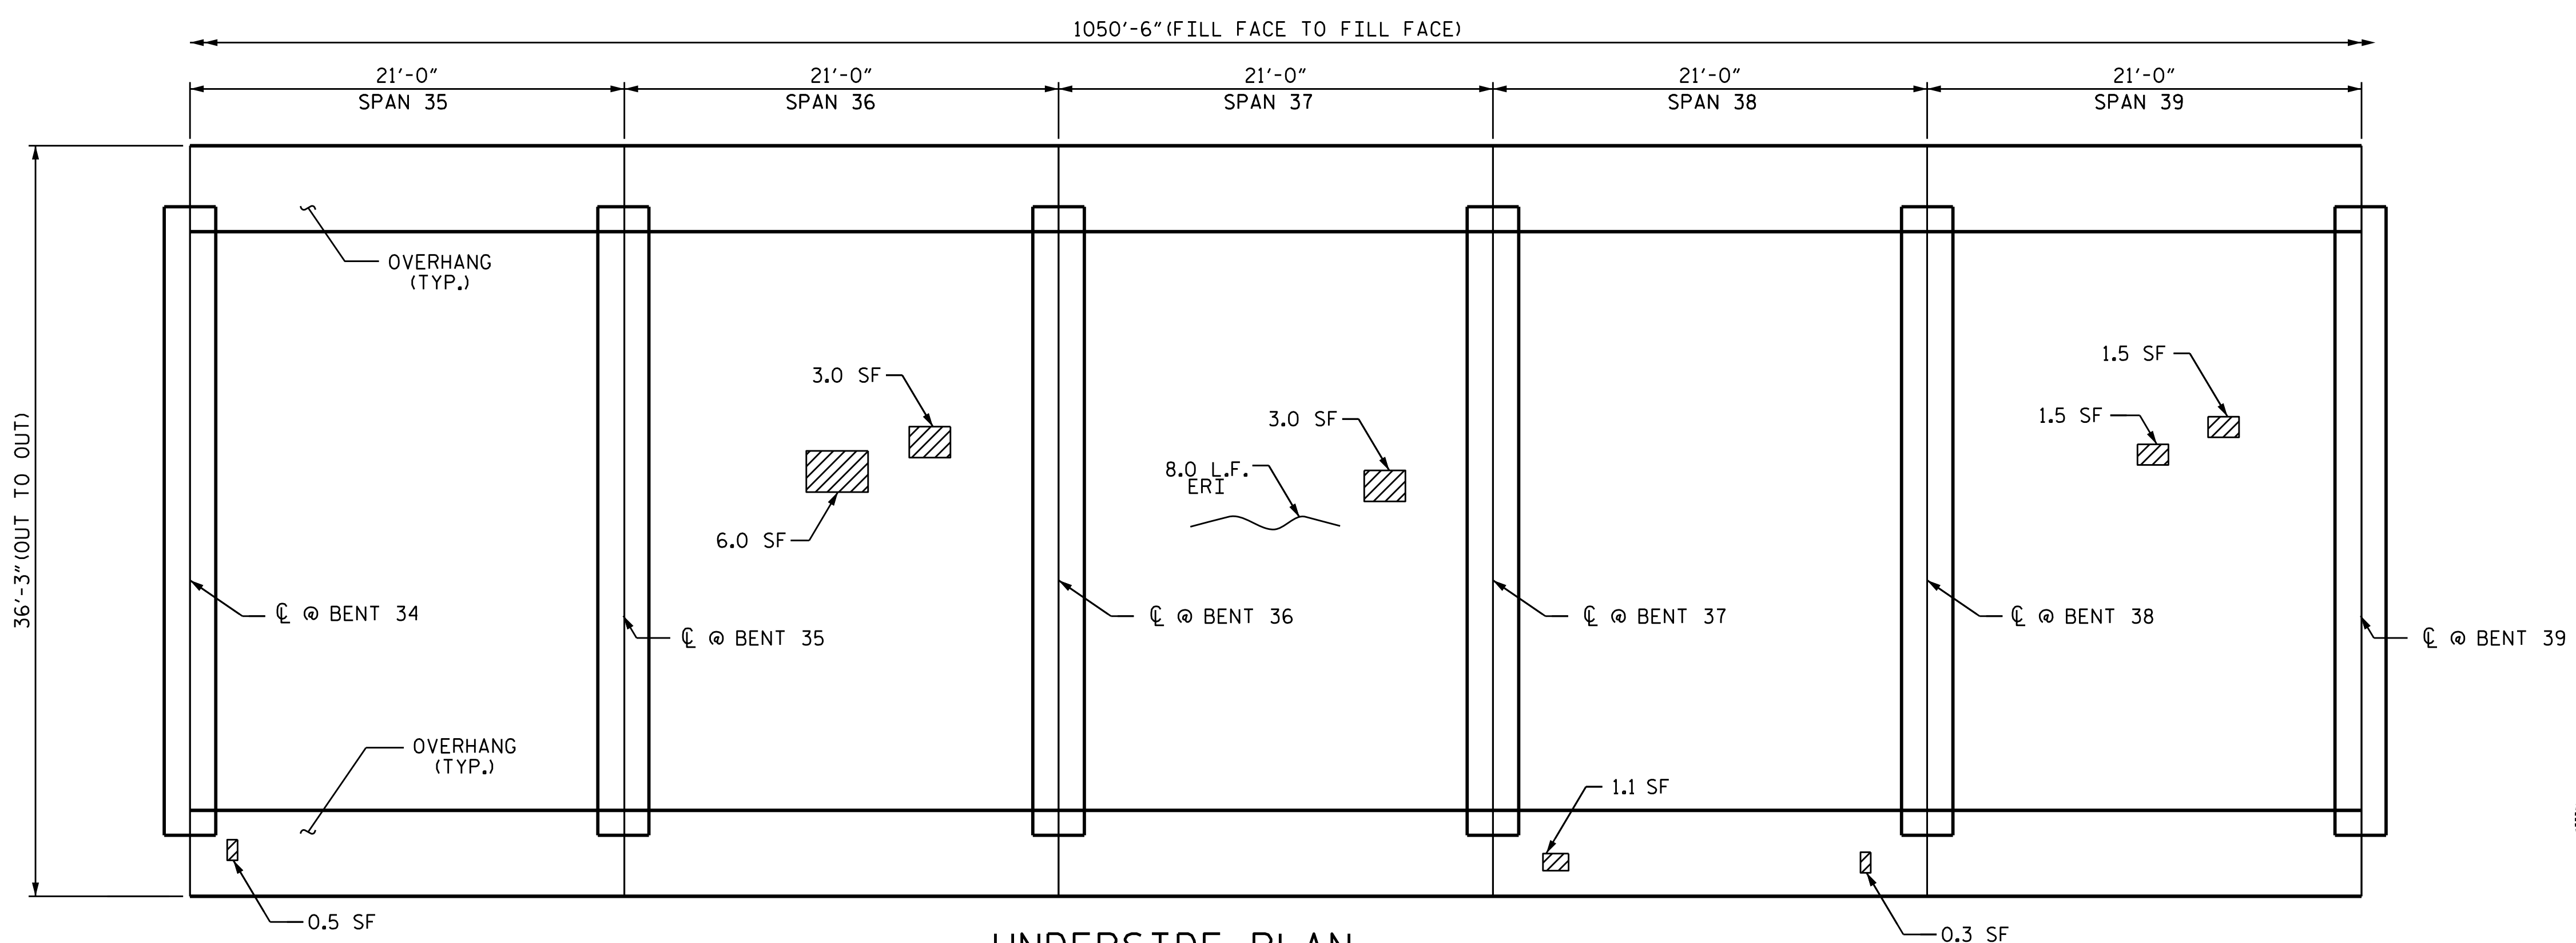 1050'-6"(FILL FACE TO FILL FACE)
21'-0"
21'-0"
21'-0"
21'-0"
21'-0"
SPAN 35
SPAN 36
SPAN 37
SPAN 38
SPAN 39
36'-3"(OUT TO OUT)
OVERHANG
(TYP.)
3.0 SF
6.0 SF
3.0 SF
8.0 L.F.
ERI
1.5 SF
1.5 SF
℄ @ BENT 34
℄ @ BENT 35
℄ @ BENT 36
℄ @ BENT 37
℄ @ BENT 38
℄ @ BENT 39
OVERHANG
(TYP.)
1.1 SF
0.5 SF
0.3 SF
UNDERSIDE PLAN